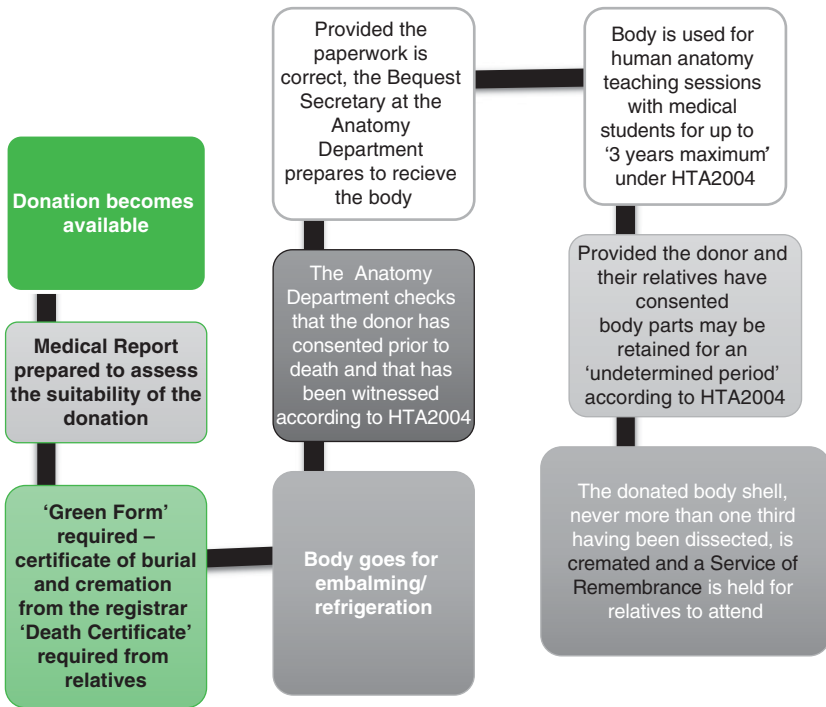 Donation becomes
available
Medical Report
prepared to assess
the suitability of the
donation
‘Green Form’
required –
certificate of burial
and cremation
from the registrar
‘Death Certificate’
required from
relatives
Body goes for
embalming/
refrigeration
The Anatomy
Department checks
that the donor has
consented prior to
death and that has
been witnessed
according to HTA2004
Provided the
paperwork is
correct, the Bequest
Secretary at the
Anatomy
Department
prepares to recieve
the body
Body is used for
human anatomy
teaching sessions
with medical
students for up to
‘3 years maximum’
under HTA2004
Provided the donor and
their relatives have
consented
body parts may be
retained for an
‘undetermined period’
according to HTA2004
The donated body shell,
never more than one third
having been dissected, is
cremated and a Service of
Remembrance is held for
relatives to attend